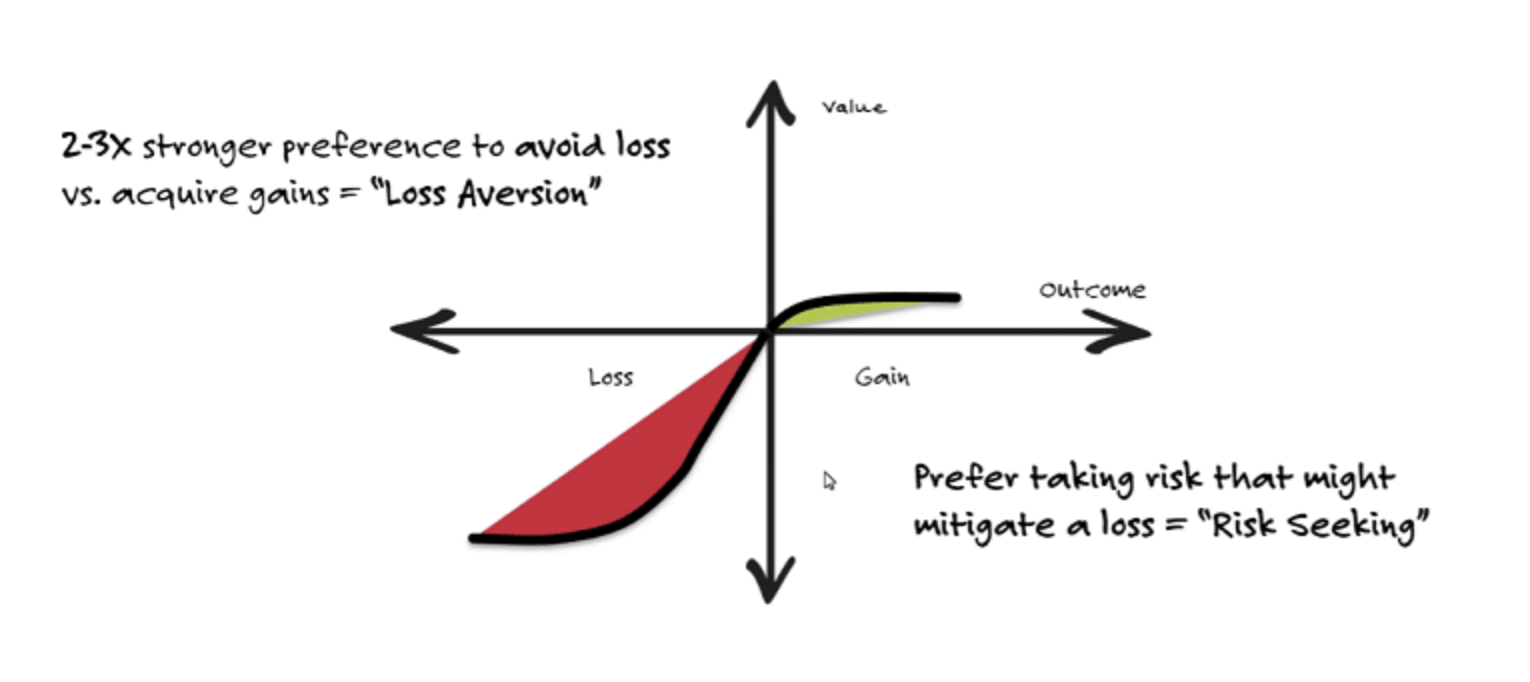 Value
2-3x stronger preference to avoid loss
vs. acquire gains = “Loss Aversion”
Outcome
Loss
Gain
Prefer taking risk that might
mitigate a loss = “Risk Seeking”